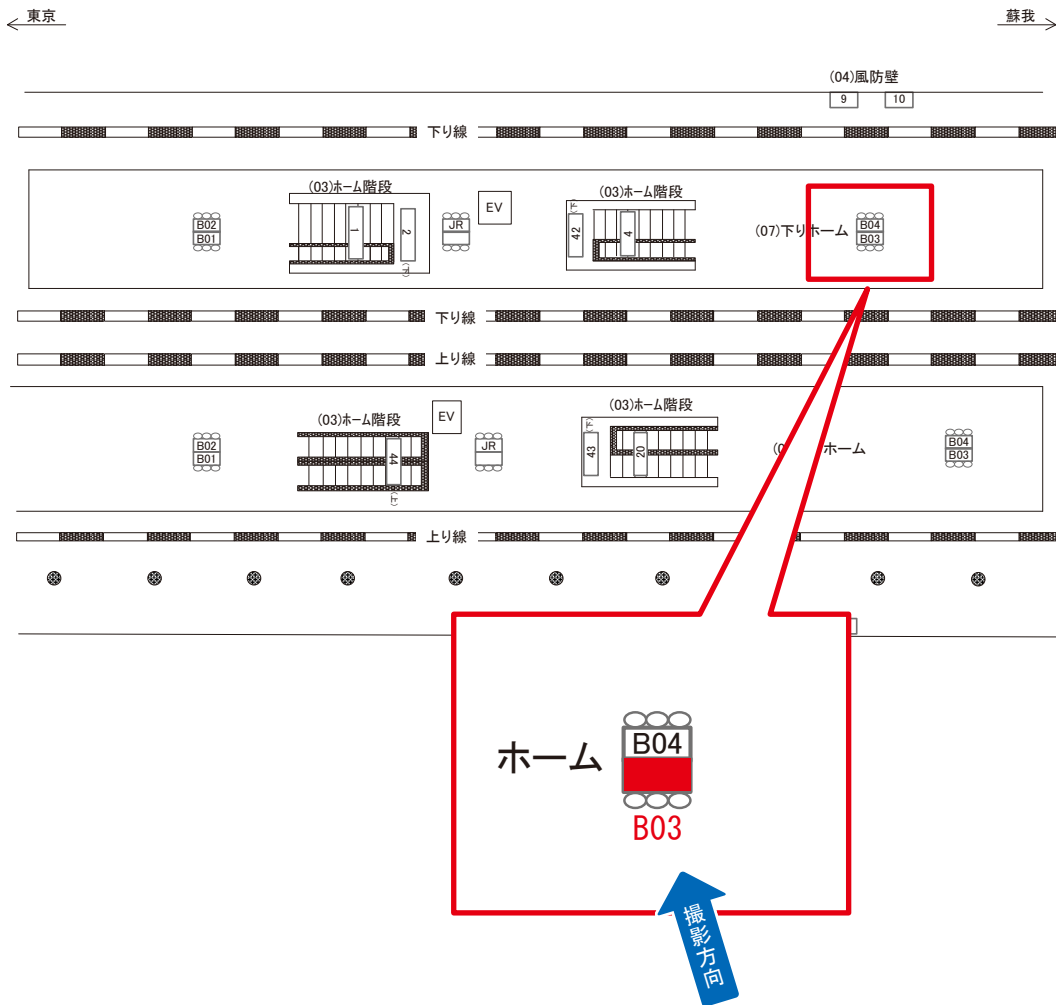 東京
蘇我
(04)風防壁
9
10
下り線
(03)ホーム階段
(03)ホーム階段
B02
B01
1
2
(下)
JR
EV
(下)
42
4
(07)下りホーム
B04
B03
下り線
上り線
(03)ホーム階段
EV
(03)ホーム階段
B02
B01
44
JR
(下)
43
20
ホーム
B04
B03
上り線
ホーム
B04
B03
撮影方向